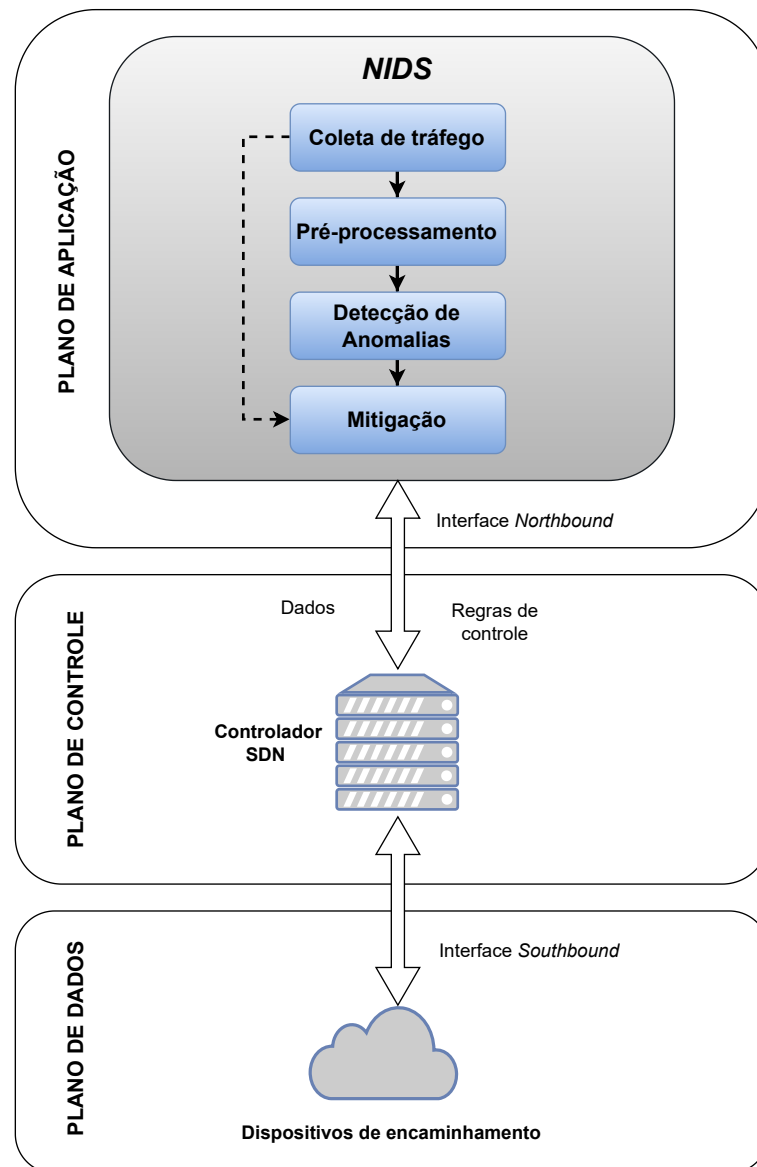 PLANO DE APLICAÇÃO
NIDS
Coleta de tráfego
Pré-processamento
Detecção de
Anomalias
Mitigação
Interface Northbound
PLANO DE CONTROLE
Dados
Regras de
controle
Controlador
SDN
PLANO DE DADOS
Interface Southbound
Dispositivos de encaminhamento